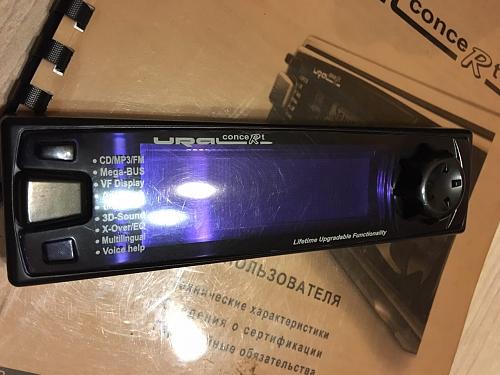 conceRt
URAL conceRt
• CD/MP3/FM
• Mega-BUS
• VF Display
• 3D-Sound
• X-Over/EQ
• Multilingual
• Voice help
Lifetime Upgradable Functionality
ПОЛЬЗОВАТЕЛЯ
технические характеристики
сведения о сертификации
обязательства